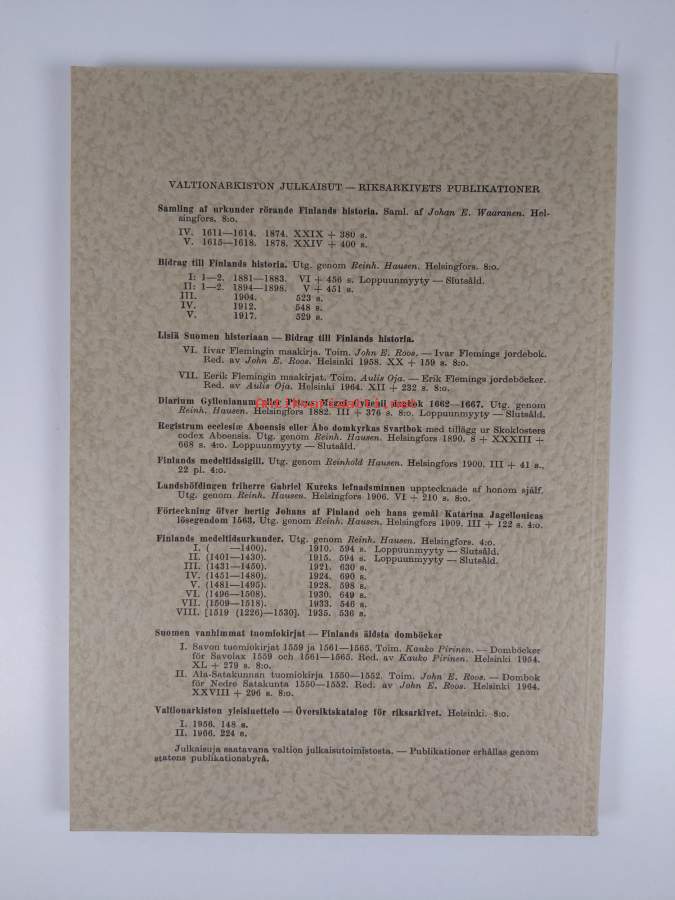 VALTIONARKISTON JULKAISUT — RIKSARKIVETS PUBLIKATIONER
Samling af urkunder rörande Finlands historia. Saml. af Johan E. Waaranen. Hel-
singfors. 8:o.
IV. 1611—1614. 1874. XXIX + 380 s.
V. 1615—1618. 1878. XXIV + 400 s.
Bidrag till Finlands historia. Utg. genom Reinh. Hausen. Helsingfors. 8:o.
I: 1—2. 1881—1883. VI + 456 s. Loppuunmyyty — Slutsåld.
II: 1—2. 1894—1898. V + 451 s.
III. 1904. 523 s.
IV. 1912. 548 s.
V. 1917. 529 s.
Lisiä Suomen historiaan — Bidrag till Finlands historia.
VI. Iivar Flemingin maakirja. Toim. John E. Roos. — Ivar Flemings jordebok.
Red. av John E. Roos. Helsinki 1958. XX + 159 s. 8:o.
VII. Eerik Flemingin maakirjat. Toim. Aulis Oja. — Erik Flemings jordeböcker.
Red. av Aulis Oja. Helsinki 1964. XII + 232 s. 8:o.
Diarium Gyllenianum eller Petrus Magni Gyllenii dagbok 1662—1667. Utg. genom
Reinh. Hausen. Helsingfors 1882. III + 376 s. 8:o. Loppuunmyyty — Slutsåld.
Registrum ecclesiæ Aboensis eller Åbo domkyrkas Svartbok med tillägg ur Skoklosters
codex Aboensis. Utg. genom Reinh. Hausen. Helsingfors 1890. 8 + XXXIII +
668 s. 4:o. Loppuunmyyty — Slutsåld.
Finlands medeltidssigill. Utg. genom Reinhold Hausen. Helsingfors 1900. III + 41 s.,
22 pl. 4:o.
Landshöfdingen friherre Gabriel Kurcks lefnadsminnen upptecknade af honom själf.
Utg. genom Reinh. Hausen. Helsingfors 1906. VI + 210 s. 8:o.
Förteckning öfver hertig Johans af Finland och hans gemål Katarina Jagellonicas
lösegendom 1563. Utg. genom Reinh. Hausen. Helsingfors 1909. III + 122 s. 4:o.
Finlands medeltidsurkunder. Utg. genom Reinh. Hausen. Helsingfors. 4:o.
I. ( —1400). 1910. 594 s. Loppuunmyyty — Slutsåld.
II. (1401—1430). 1915. 594 s. Loppuunmyyty — Slutsåld.
III. (1431—1450). 1921. 630 s.
IV. (1451—1480). 1924. 690 s.
V. (1481—1495). 1928. 598 s.
VI. (1496—1508). 1930. 649 s.
VII. (1509—1518). 1933. 546 s.
VIII. [1519 (1226)—1530]. 1935. 536 s.
Suomen vanhimmat tuomiokirjat — Finlands äldsta domböcker
I. Savon tuomiokirjat 1559 ja 1561—1565. Toim. Kauko Pirinen. — Domböcker
för Savolax 1559 och 1561—1565. Red. av Kauko Pirinen. Helsinki 1954.
XL + 279 s. 8:o.
II. Ala-Satakunnan tuomiokirja 1550—1552. Toim. John E. Roos. — Dombok
för Nedre Satakunta 1550—1552. Red. av John E. Roos. Helsinki 1964.
XXVIII + 296 s. 8:o.
Valtionarkiston yleisluettelo — Översiktskatalog för riksarkivet. Helsinki. 8:o.
I. 1956. 148 s.
II. 1966. 224 s.
Julkaisuja saatavana valtion julkaisutoimistosta. — Publikationer erhållas genom
statens publikationsbyrå.